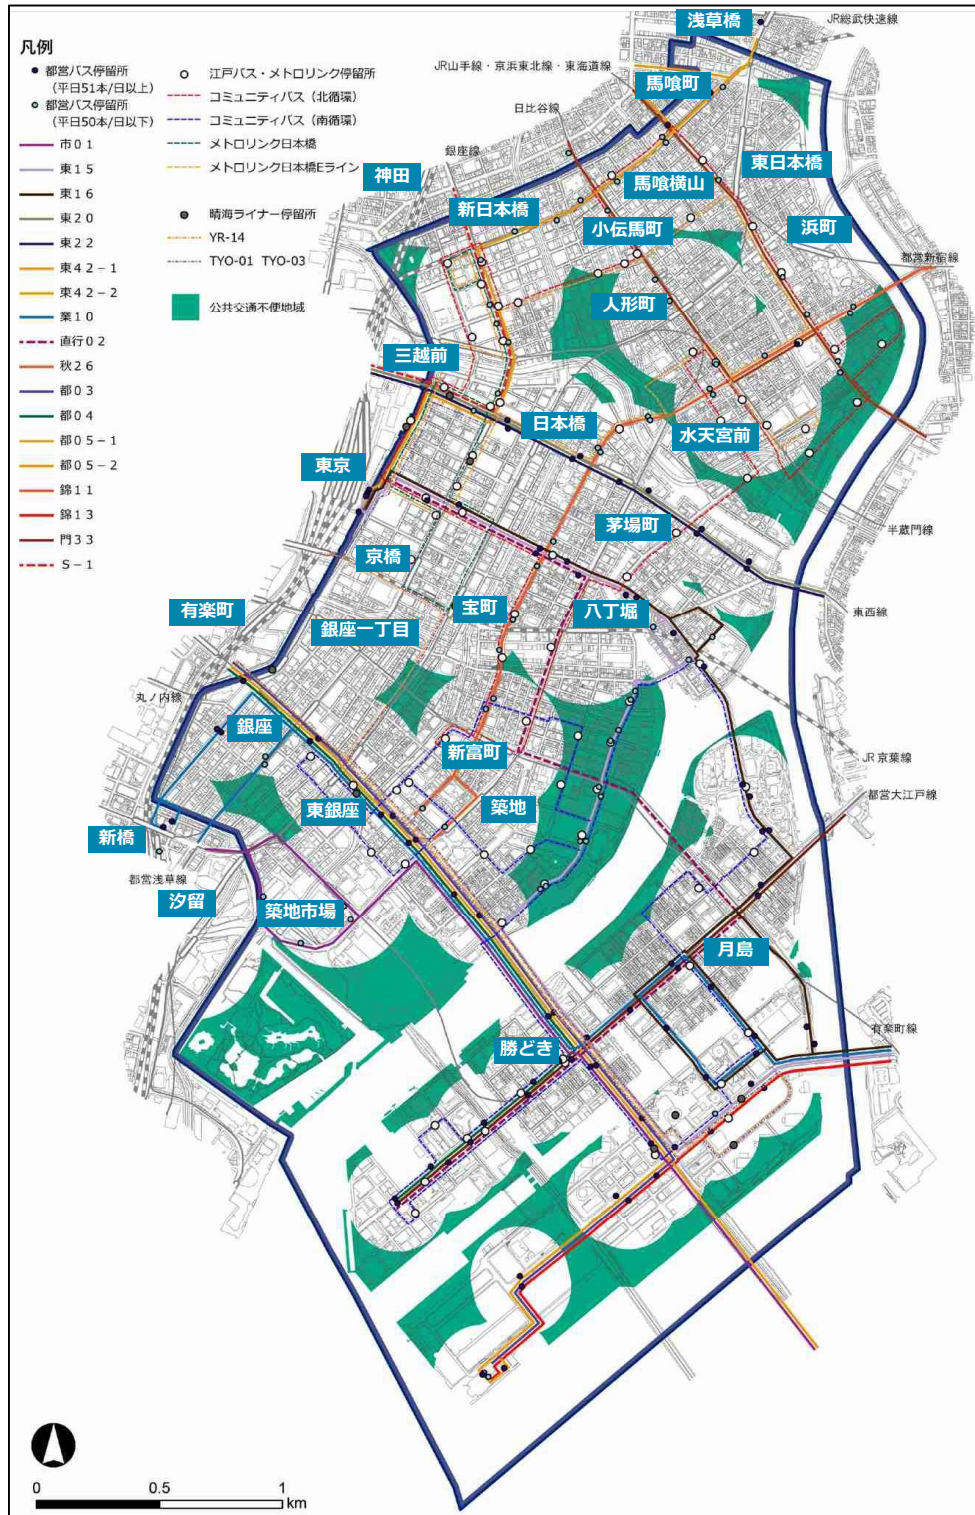 凡例
都営バス停留所
(平日51本/日以上)
都営バス停留所
(平日50本/日以下)
市01
東15
東16
東20
東22
東42-1
東42-2
業10
直行02
秋26
都03
都04
都05-1
都05-2
錦11
錦13
門33
S-1
江戸バス・メトロリンク停留所
コミュニティバス（北循環）
コミュニティバス（南循環）
メトロリンク日本橋
メトロリンク日本橋Eライン
晴海ライナー停留所
YR-14
TYO-01 TYO-03
公共交通不便地域
浅草橋
JR総武快速線
JR山手線・京浜東北線・東海道線
馬喰町
日比谷線
銀座線
東日本橋
神田
馬喰横山
新日本橋
小伝馬町
浜町
都営新宿線
人形町
三越前
日本橋
水天宮前
東京
茅場町
半蔵門線
京橋
宝町
八丁堀
東西線
有楽町
銀座一丁目
丸ノ内線
銀座
新富町
JR京葉線
東銀座
築地
都営大江戸線
新橋
都営浅草線
汐留
築地市場
月島
有楽町線
勝どき
0
0.5
1
km